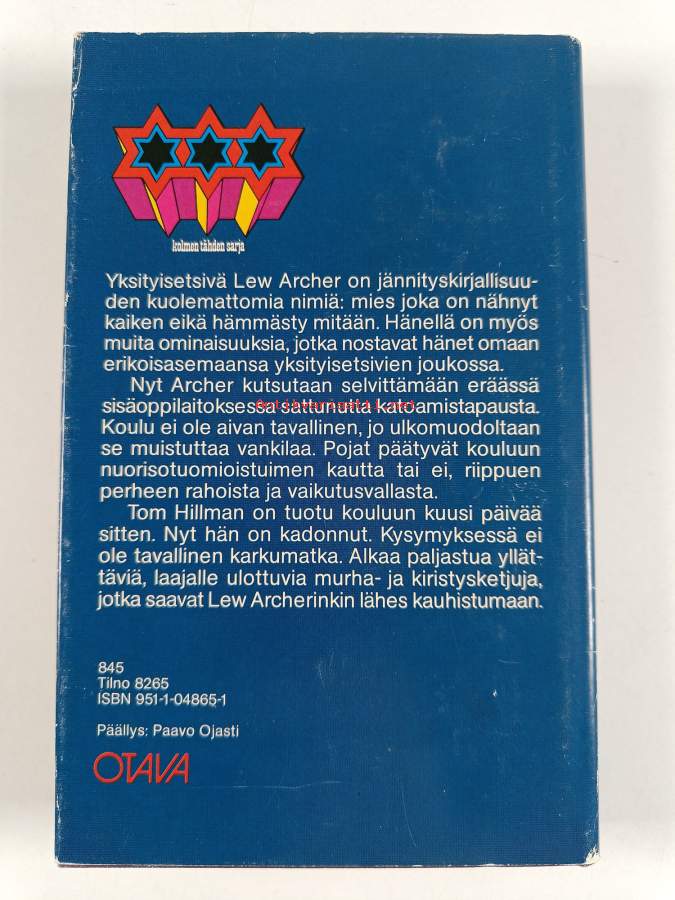 kolmen tähden sarja
Yksityisetsivä Lew Archer on jännityskirjallisuu-
den kuolemattomia nimiä: mies joka on nähnyt
kaiken eikä hämmästy mitään. Hänellä on myös
muita ominaisuuksia, jotka nostavat hänet omaan
erikoisasemaansa yksityisetsivien joukossa.
Nyt Archer kutsutaan selvittämään eräässä
sisäoppilaitoksessa sattunutta katoamistapausta.
Koulu ei ole aivan tavallinen, jo ulkomuodoltaan
se muistuttaa vankilaa. Pojat päätyvät kouluun
nuorisotuomioistuimen kautta tai ei, riippuen
perheen rahoista ja vaikutusvallasta.
Tom Hillman on tuotu kouluun kuusi päivää
sitten. Nyt hän on kadonnut. Kysymyksessä ei
ole tavallinen karkumatka. Alkaa paljastua yllät-
täviä, laajalle ulottuvia murha- ja kiristysketjuja,
jotka saavat Lew Archerinkin lähes kauhistumaan.
845
Tilno 8265
ISBN 951-1-04865-1
Päällys: Paavo Ojasti
OTAVA